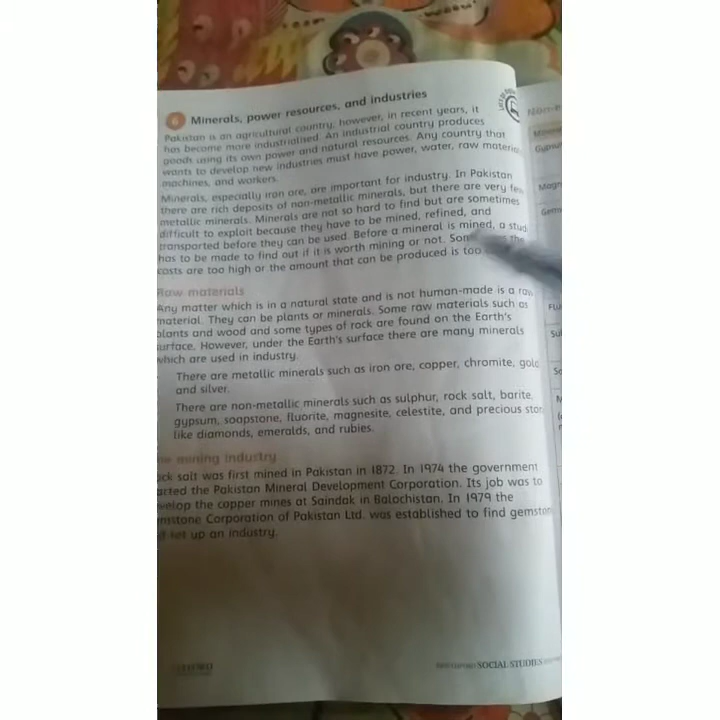 6 Minerals, power resources, and industries
Pakistan is an agricultural country; however, in recent years, it
has become more industrialised. An industrial country produces
goods using its own power and natural resources. Any country that
wants to develop new industries must have power, water, raw
machines, and workers.
Minerals, especially iron ore, are important for industry. In Pakistan
there are rich deposits of non-metallic minerals, but there are very
metallic minerals. Minerals are not so hard to find but are sometimes
difficult to exploit because they have to be mined, refined, and
transported before they can be used. Before a mineral is mined, a
has to be made to find out if it is worth mining or not.
costs are too high or the amount that can be produced is too
Raw materials
Any matter which is in a natural state and is not human-made is a
material. They can be plants or minerals. Some raw materials such as
plants and wood and some types of rock are found on the Earth's
surface. However, under the Earth's surface there are many minerals
which are used in industry.
There are metallic minerals such as iron ore, copper, chromite, gold
and silver.
There are non-metallic minerals such as sulphur, rock salt, barite,
gypsum, soapstone, fluorite, magnesite, celestite, and precious
like diamonds, emeralds, and rubies.
mining industry
salt was first mined in Pakistan in 1872. In 1974 the government
the Pakistan Mineral Development Corporation. Its job was to
the copper mines at Saindak in Balochistan. In 1979 the
Corporation of Pakistan Ltd. was established to find
set up an industry.
SOCIAL STUDIES